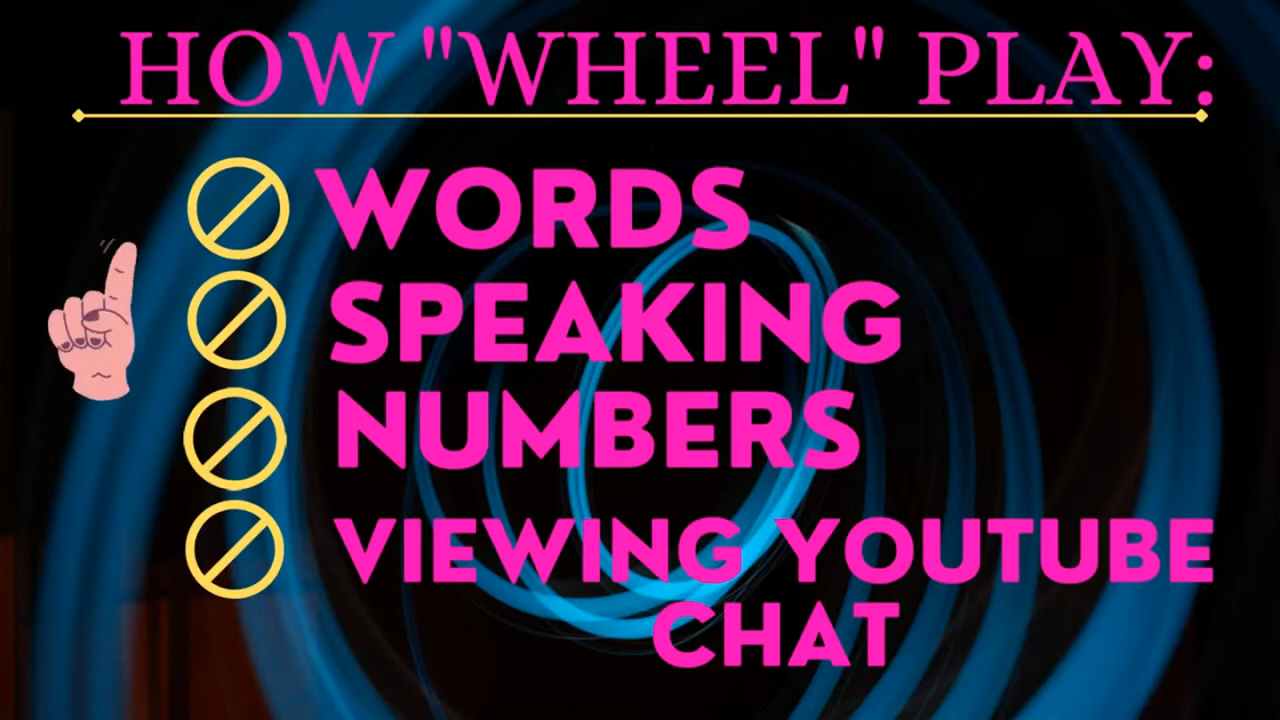 HOW "WHEEL" PLAY:
WORDS
SPEAKING
NUMBERS
VIEWING YOUTUBE
CHAT